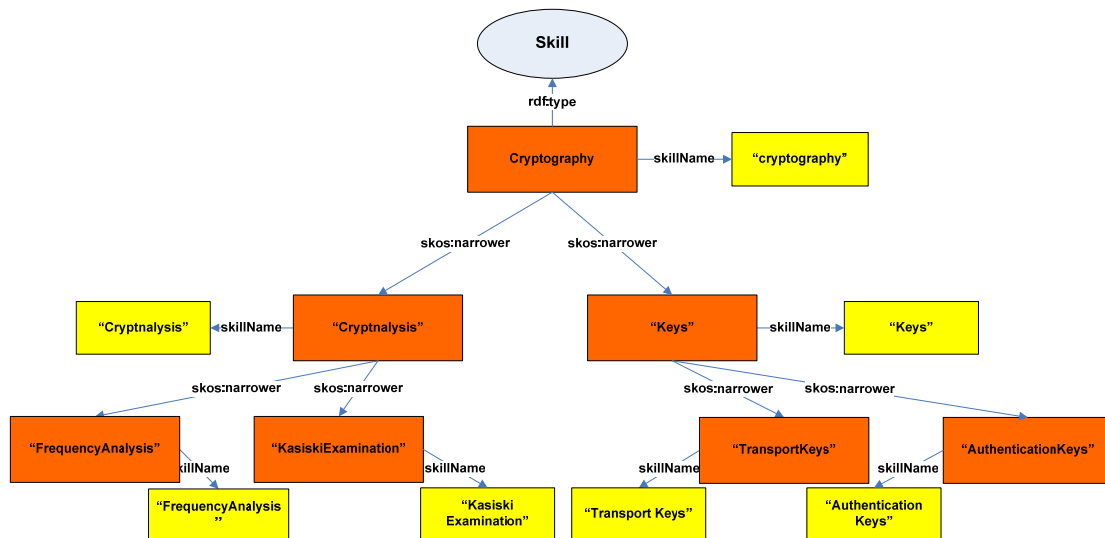 Skill
rdf:type
Cryptography
skillName
“cryptography”
skos:narrower
skos:narrower
“Cryptnalysis”
skillName
“Cryptnalysis”
“Keys”
skillName
“Keys”
skos:narrower
skos:narrower
skos:narrower
skos:narrower
“FrequencyAnalysis”
“KasiskiExamination”
“TransportKeys”
“AuthenticationKeys”
skillName
skillName
skillName
skillName
“FrequencyAnalysis
”
“Kasiski
Examination”
“Transport Keys”
“Authentication
Keys”